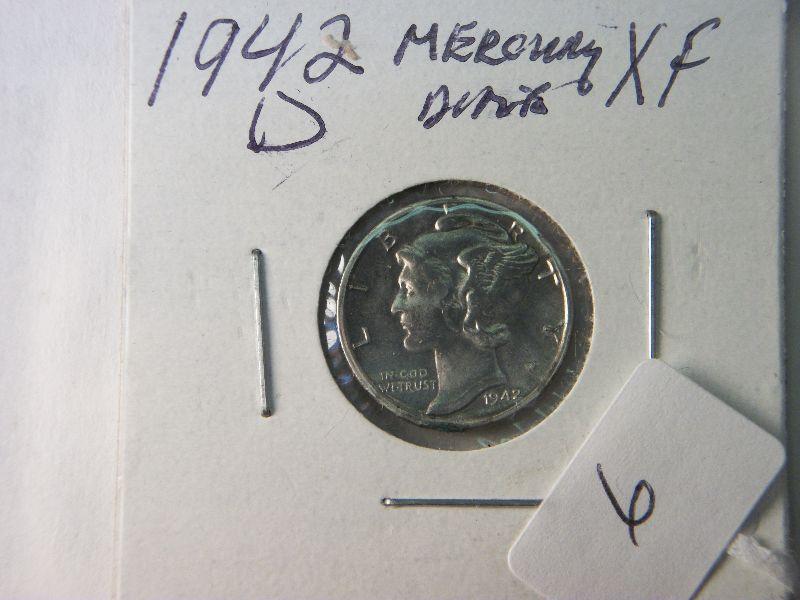 1942 MERCURY XF
D DIME
LIBERTY
IN GOD
WE TRUST
1942
6